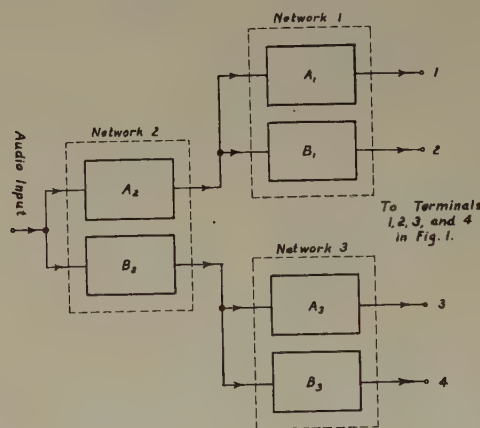 Network 1
A₁
1
B₁
2
Network 2
Audio Input
A₂
B₂
To Terminals
1, 2, 3, and 4
in Fig. 1.
Network 3
A₃
3
B₃
4